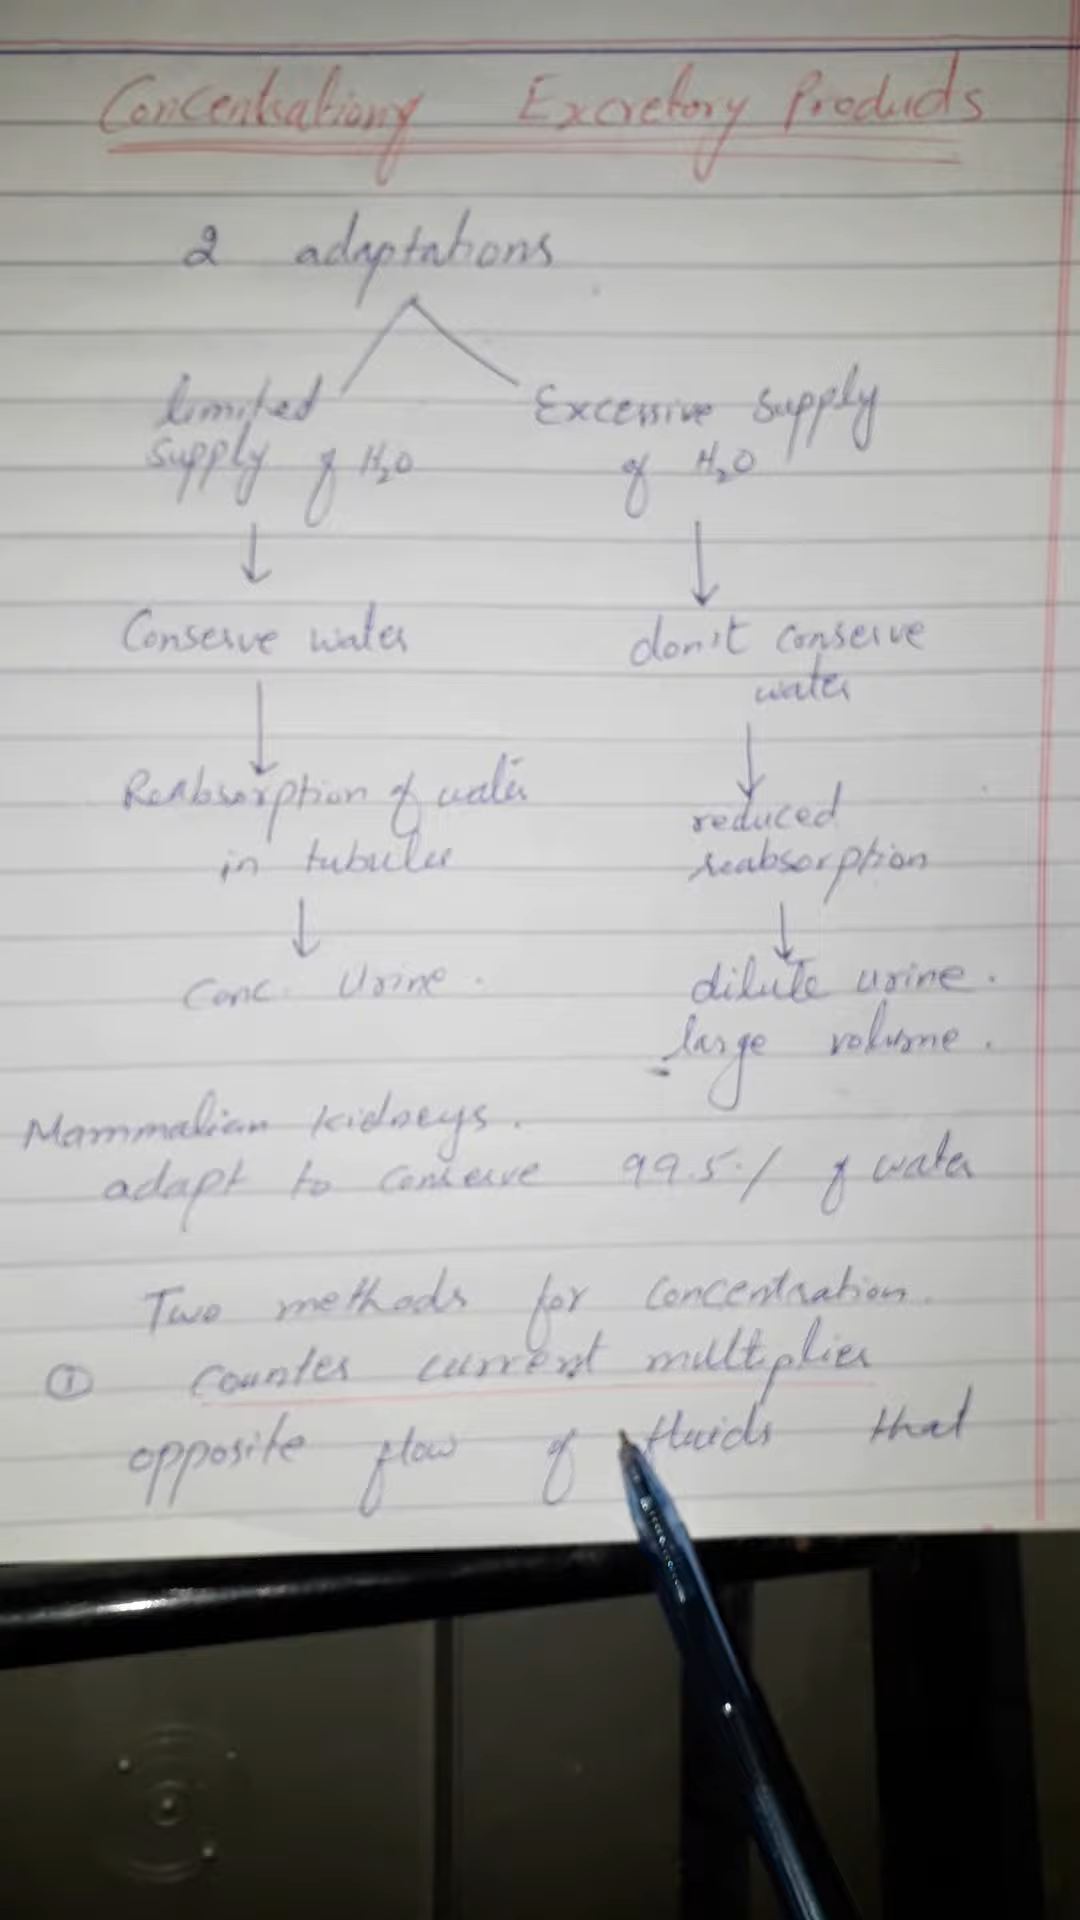 Concentration of Excretory Products
2 adaptations
limited
supply of H₂O
Excessive supply
of H₂O
Conserve water
don't conserve
water
Reabsorption of water
in tubules
reduced
reabsorption
Conc. Urine.
dilute urine.
large volume.
Mammalian kidneys.
adapt to conserve 99.5% of water
Two methods for concentration.
① counter current multiplier
opposite flow of fluids that